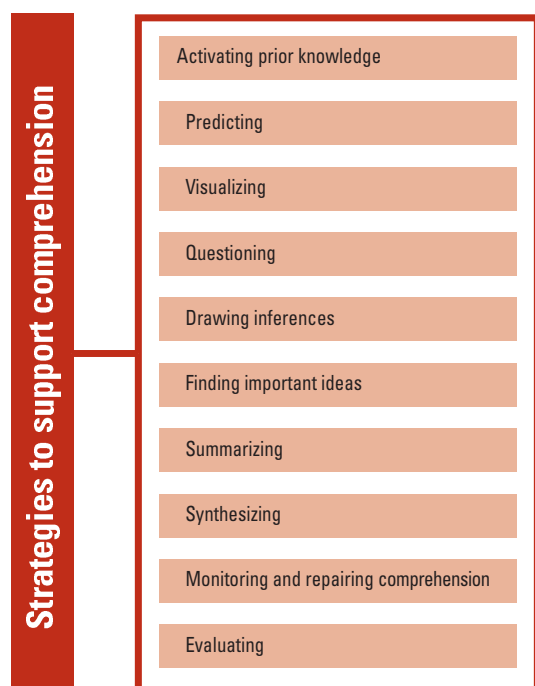 Strategies to support comprehension
Activating prior knowledge
Predicting
Visualizing
Questioning
Drawing inferences
Finding important ideas
Summarizing
Synthesizing
Monitoring and repairing comprehension
Evaluating